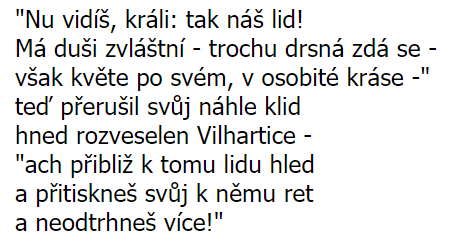 "Nu vidíš, králi: tak náš lid!
Má duši zvláštní - trochu drsná zdá se -
však květe po svém, v osobité kráse -"
teď přerušil svůj náhle klid
hned rozveselen Vilhartice -
"ach přibliž k tomu lidu hled
a přitiskneš svůj k němu ret
a neodtrhneš více!"